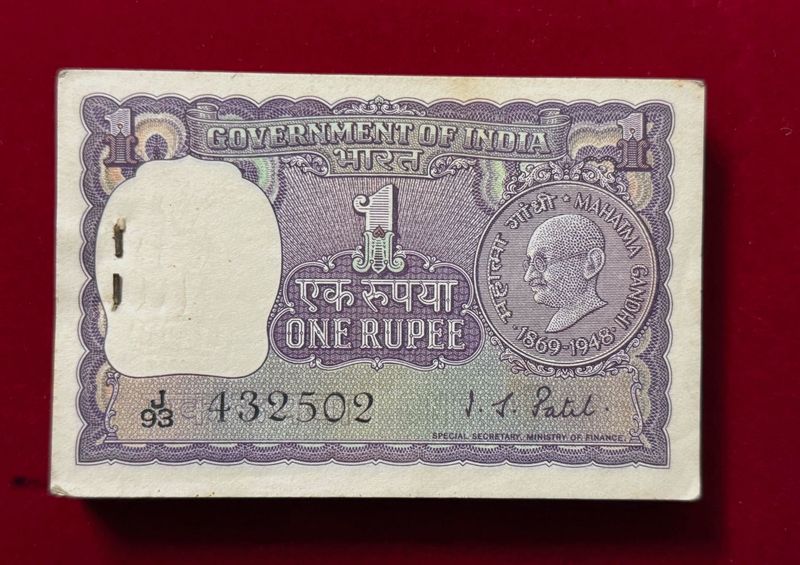 1 1
GOVERNMENT OF INDIA
भारत
1
एक रुपया
ONE RUPEE
महात्मा गांधी * MAHATMA GANDHI
· 1869-1948 ·
J
93 432502
I. G. Patel.
SPECIAL SECRETARY, MINISTRY OF FINANCE.